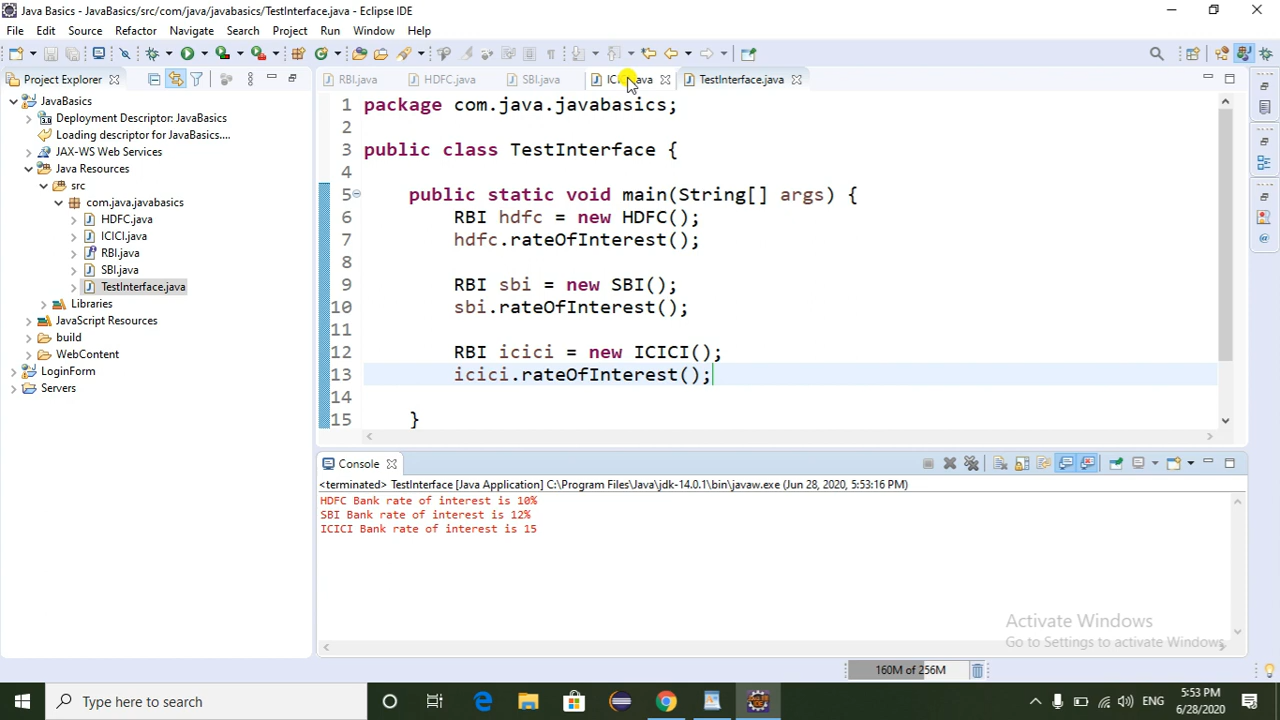 Java Basics - JavaBasics/src/com/java/javabasics/TestInterface.java - Eclipse IDE
File Edit Source Refactor Navigate Search Project Run Window Help
Project Explorer
RBI.java HDFC.java SBI.java TestInterface.java
JavaBasics
Deployment Descriptor: JavaBasics
Loading descriptor for JavaBasics....
JAX-WS Web Services
Java Resources
src
com.java.javabasics
HDFC.java
ICICI.java
RBI.java
SBI.java
TestInterface.java
Libraries
JavaScript Resources
build
WebContent
LoginForm
Servers
1 package com.java.javabasics;
2
3 public class TestInterface {
4
5 public static void main(String[] args) {
6 RBI hdfc = new HDFC();
7 hdfc.rateOfInterest();
8
9 RBI sbi = new SBI();
10 sbi.rateOfInterest();
11
12 RBI icici = new ICICI();
13 icici.rateOfInterest();
14
15 }
Console
<terminated> TestInterface [Java Application] C:\Program Files\Java\jdk-14.0.1\bin\javaw.exe (Jun 28, 2020, 5:53:16 PM)
HDFC Bank rate of interest is 10%
SBI Bank rate of interest is 12%
ICICI Bank rate of interest is 15
Activate Windows
Go to Settings to activate Windows.
160M of 256M
Type here to search
ENG
5:53 PM
6/28/2020